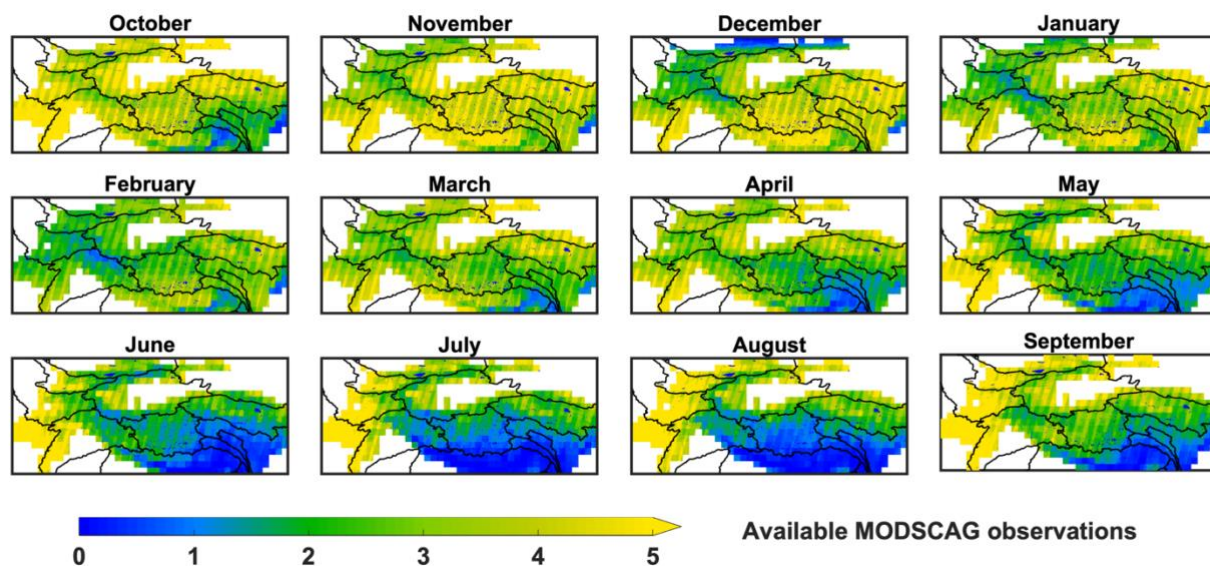 October November December January
February March April May
June July August September
Available MODSCAG observations
0 1 2 3 4 5